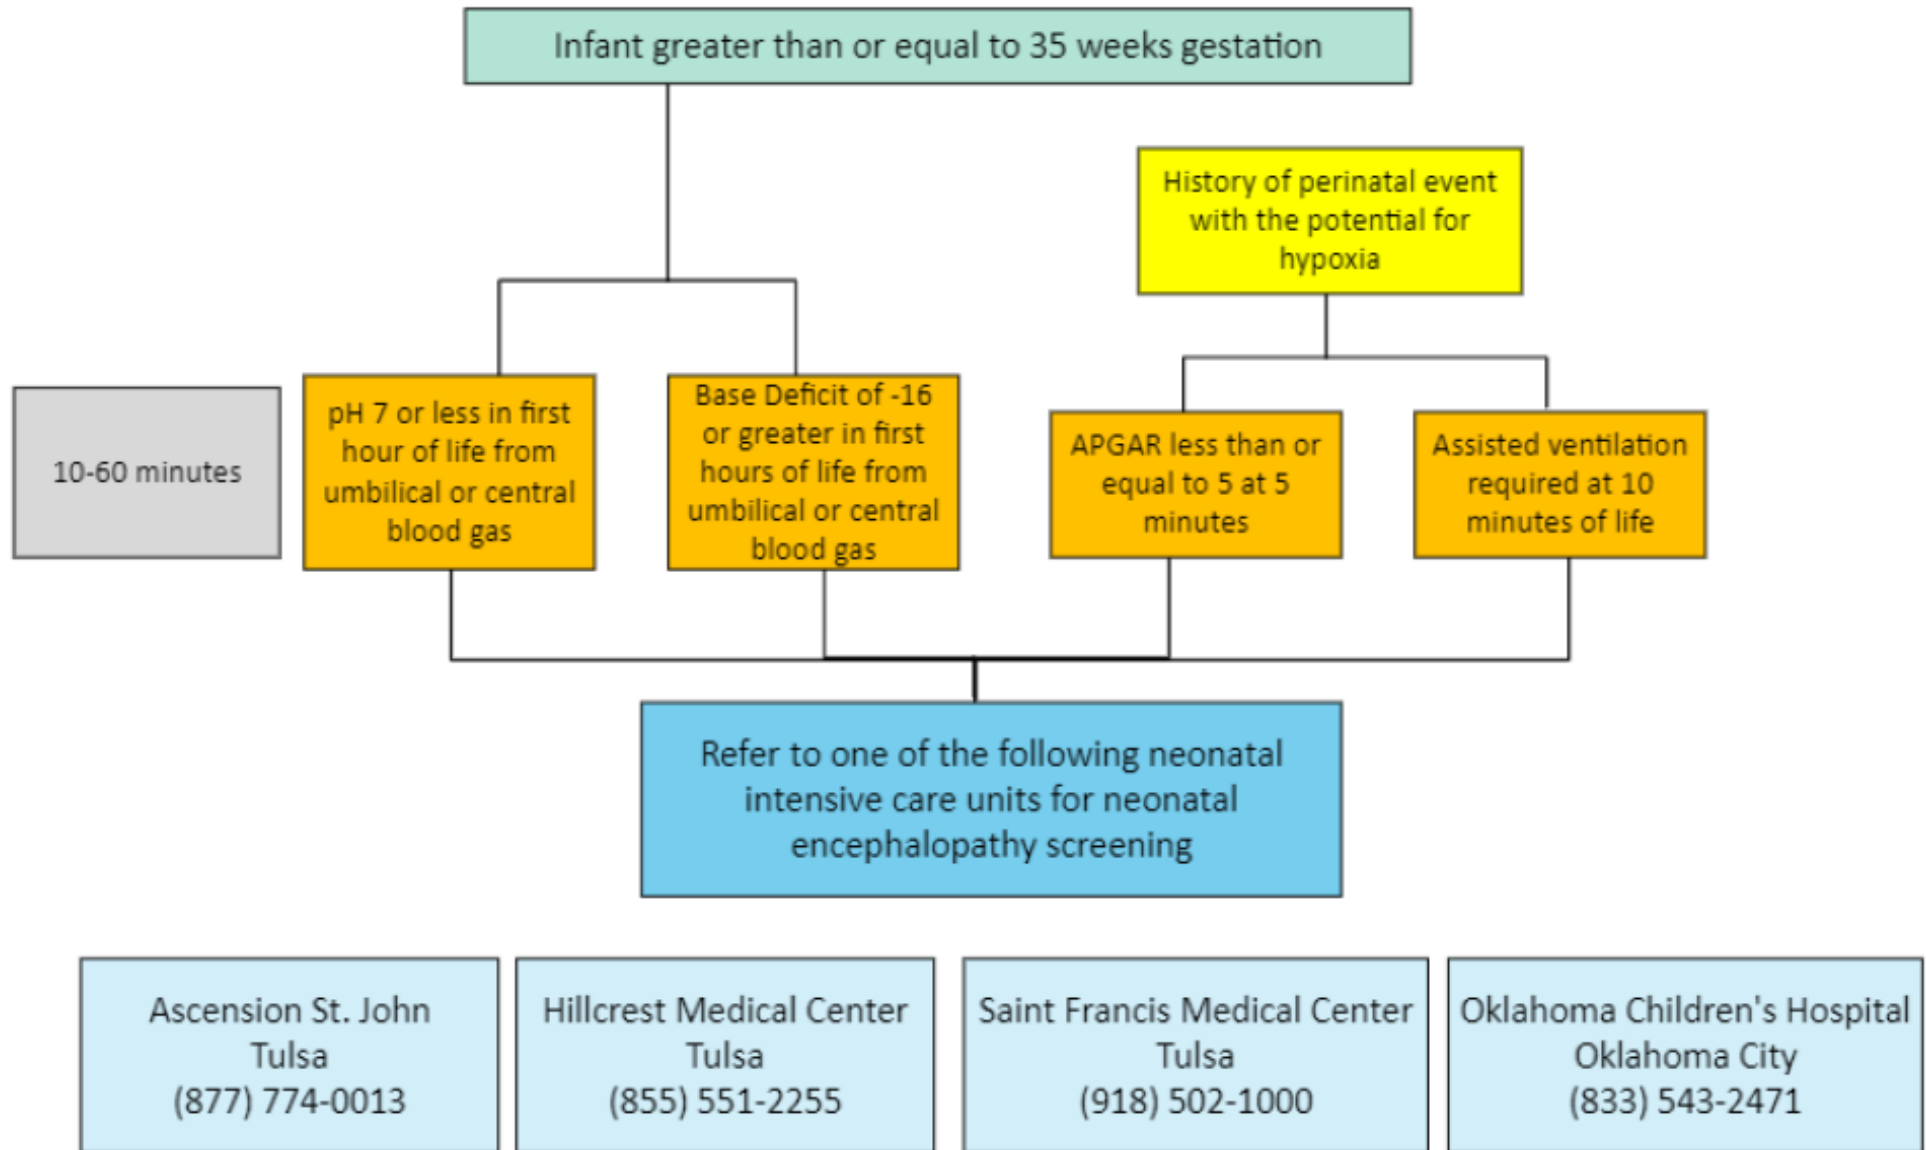 Infant greater than or equal to 35 weeks gestation
History of perinatal event
with the potential for
hypoxia
10-60 minutes
pH 7 or less in first
hour of life from
umbilical or central
blood gas
Base Deficit of -16
or greater in first
hours of life from
umbilical or central
blood gas
APGAR less than or
equal to 5 at 5
minutes
Assisted ventilation
required at 10
minutes of life
Refer to one of the following neonatal
intensive care units for neonatal
encephalopathy screening
Ascension St. John
Tulsa
(877) 774-0013
Hillcrest Medical Center
Tulsa
(855) 551-2255
Saint Francis Medical Center
Tulsa
(918) 502-1000
Oklahoma Children's Hospital
Oklahoma City
(833) 543-2471